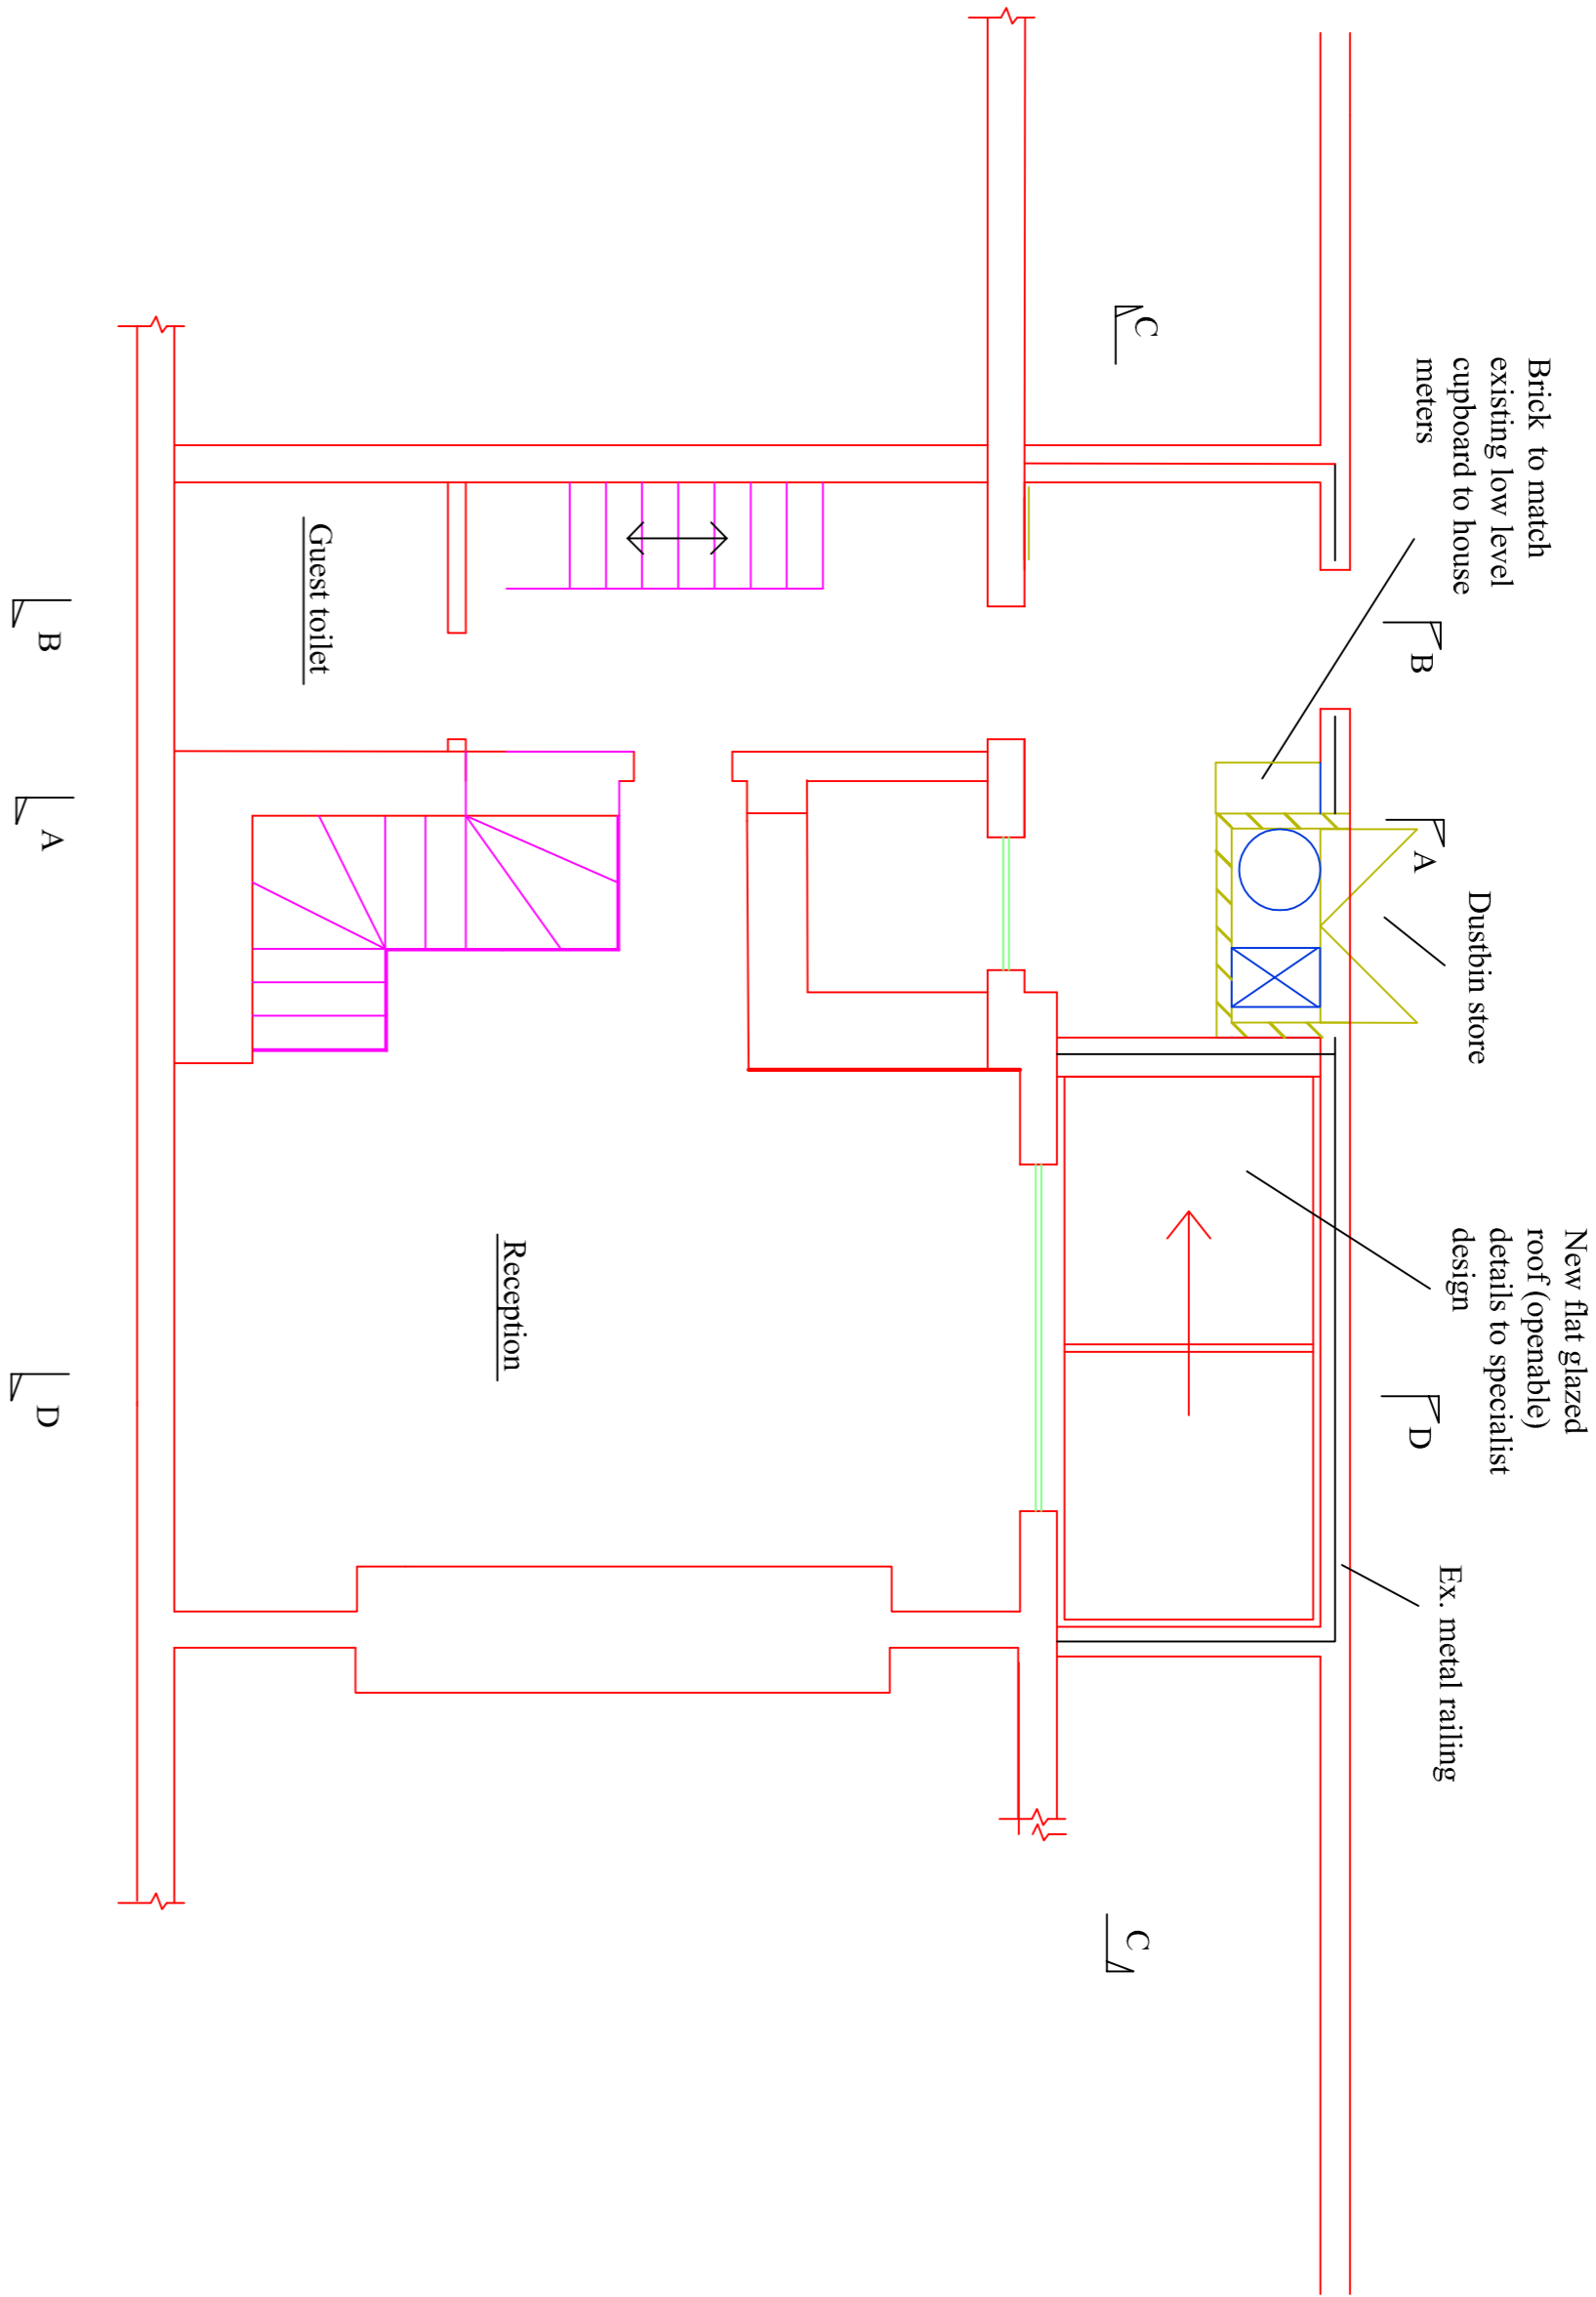 Brick to match
existing low level
cupboard to house
meters
Dustbin store
New flat glazed
roof (openable)
details to specialist
design
Ex. metal railing
C
B
A
D
C
Guest toilet
Reception
B
A
D